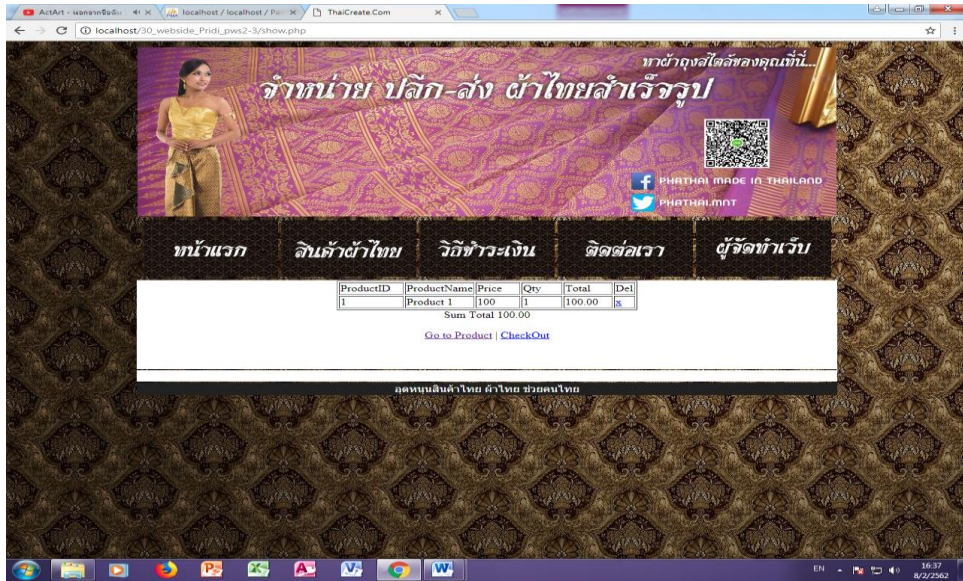 ActArt -
localhost / localhost /
ThaiCreate.Com
localhost/30_webside_Pridi_pws2-3/show.php
หาผ้าถุงสไตล์ของคุณที่นี่...
จำหน่าย ปลีก-ส่ง ผ้าไทยสำเร็จรูป
PHATHAI MADE IN THAILAND
PHATHAI.MNT
หน้าแรก สินค้าผ้าไทย วิธีชำระเงิน ติดต่อเรา ผู้จัดทำเว็บ
ProductID ProductName Price Qty Total Del
1 Product 1 100 1 100.00 x
Sum Total 100.00
Go to Product | CheckOut
อุดหนุนสินค้าไทย ผ้าไทย ช่วยคนไทย
EN 16:37
8/2/2562